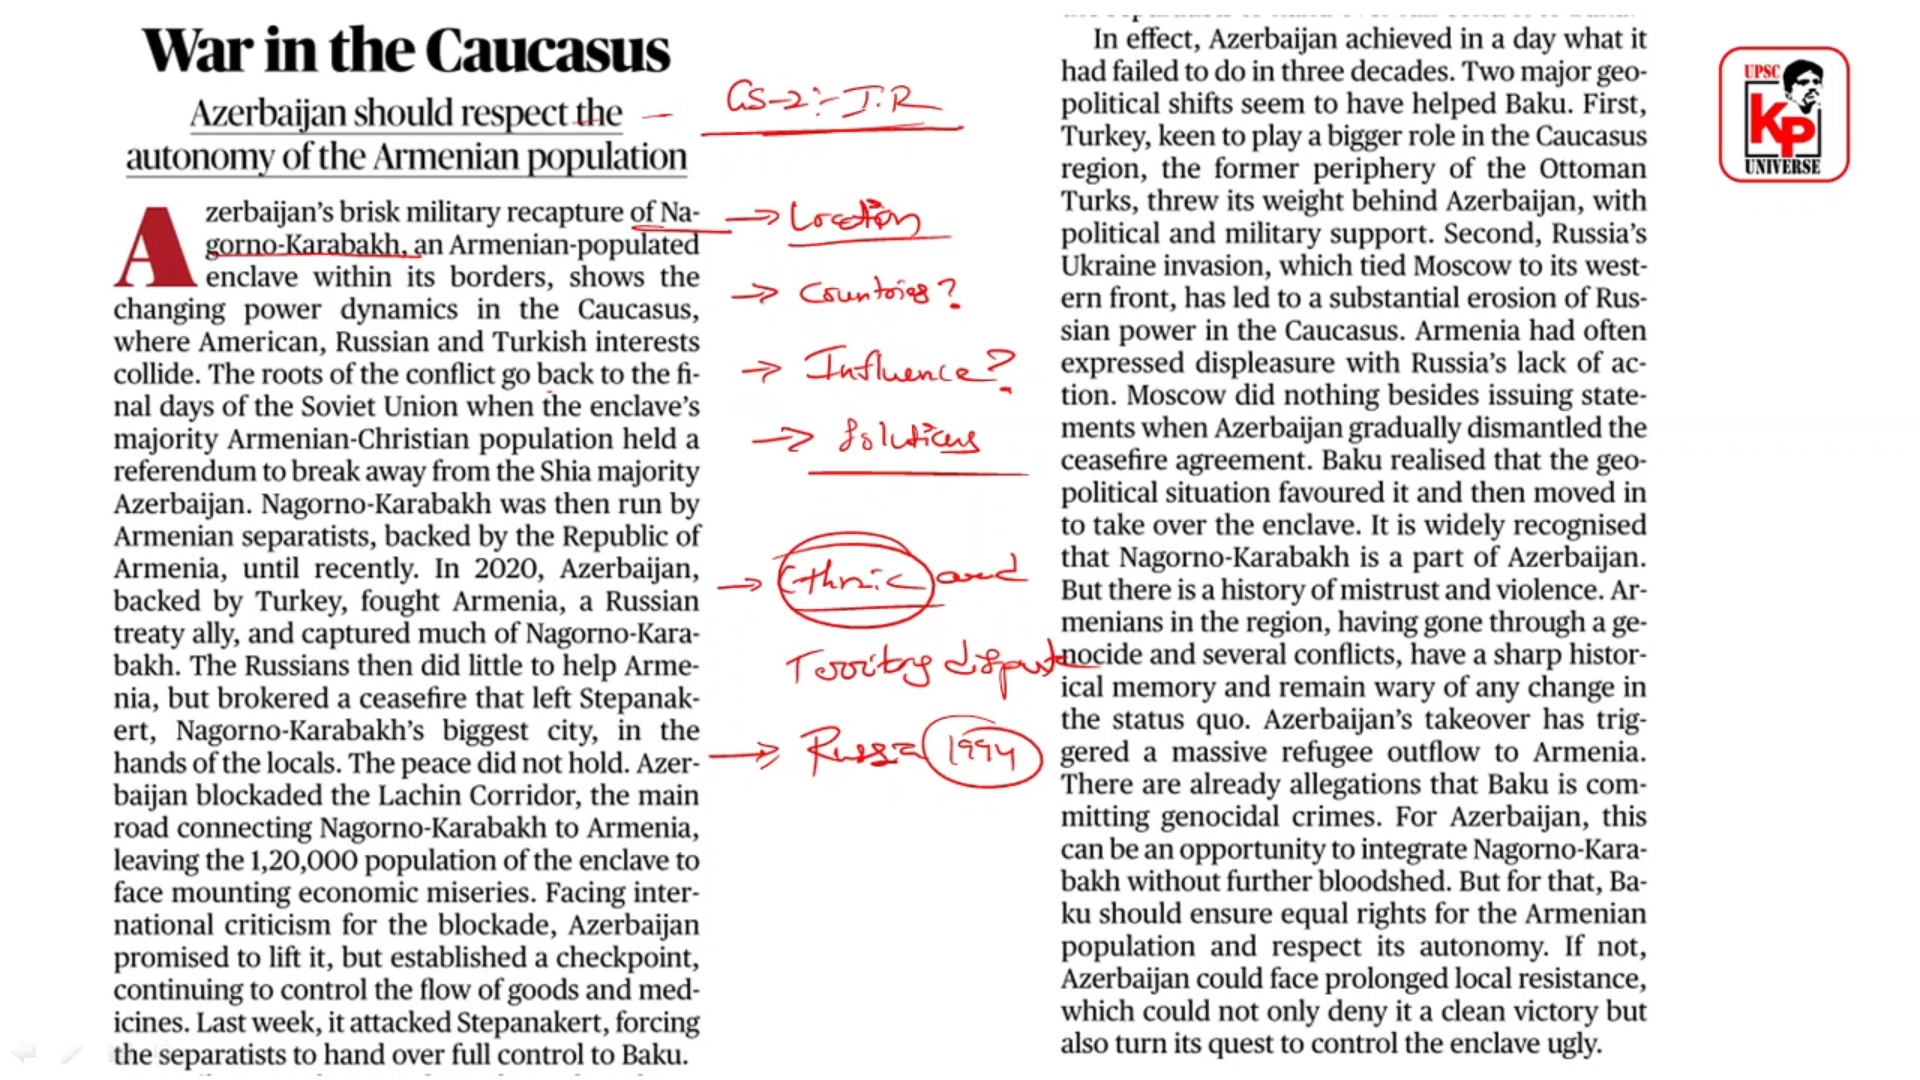 War in the Caucasus
Azerbaijan should respect the
autonomy of the Armenian population
Azerbaijan’s brisk military recapture of Na-
gorno-Karabakh, an Armenian-populated
enclave within its borders, shows the
changing power dynamics in the Caucasus,
where American, Russian and Turkish interests
collide. The roots of the conflict go back to the fi-
nal days of the Soviet Union when the enclave’s
majority Armenian-Christian population held a
referendum to break away from the Shia majority
Azerbaijan. Nagorno-Karabakh was then run by
Armenian separatists, backed by the Republic of
Armenia, until recently. In 2020, Azerbaijan,
backed by Turkey, fought Armenia, a Russian
treaty ally, and captured much of Nagorno-Kara-
bakh. The Russians then did little to help Arme-
nia, but brokered a ceasefire that left Stepanak-
ert, Nagorno-Karabakh’s biggest city, in the
hands of the locals. The peace did not hold. Azer-
baijan blockaded the Lachin Corridor, the main
road connecting Nagorno-Karabakh to Armenia,
leaving the 1,20,000 population of the enclave to
face mounting economic miseries. Facing inter-
national criticism for the blockade, Azerbaijan
promised to lift it, but established a checkpoint,
continuing to control the flow of goods and med-
icines. Last week, it attacked Stepanakert, forcing
the separatists to hand over full control to Baku.
GS-2:- I.R
→ Location
→ Countries?
→ Influence?
→ Solutions
→ Ethnic and
Territory dispute
→ Russia 1994
In effect, Azerbaijan achieved in a day what it
had failed to do in three decades. Two major geo-
political shifts seem to have helped Baku. First,
Turkey, keen to play a bigger role in the Caucasus
region, the former periphery of the Ottoman
Turks, threw its weight behind Azerbaijan, with
political and military support. Second, Russia’s
Ukraine invasion, which tied Moscow to its west-
ern front, has led to a substantial erosion of Rus-
sian power in the Caucasus. Armenia had often
expressed displeasure with Russia’s lack of ac-
tion. Moscow did nothing besides issuing state-
ments when Azerbaijan gradually dismantled the
ceasefire agreement. Baku realised that the geo-
political situation favoured it and then moved in
to take over the enclave. It is widely recognised
that Nagorno-Karabakh is a part of Azerbaijan.
But there is a history of mistrust and violence. Ar-
menians in the region, having gone through a ge-
nocide and several conflicts, have a sharp histor-
ical memory and remain wary of any change in
the status quo. Azerbaijan’s takeover has trig-
gered a massive refugee outflow to Armenia.
There are already allegations that Baku is com-
mitting genocidal crimes. For Azerbaijan, this
can be an opportunity to integrate Nagorno-Kara-
bakh without further bloodshed. But for that, Ba-
ku should ensure equal rights for the Armenian
population and respect its autonomy. If not,
Azerbaijan could face prolonged local resistance,
which could not only deny it a clean victory but
also turn its quest to control the enclave ugly.
UPSC
KP
UNIVERSE